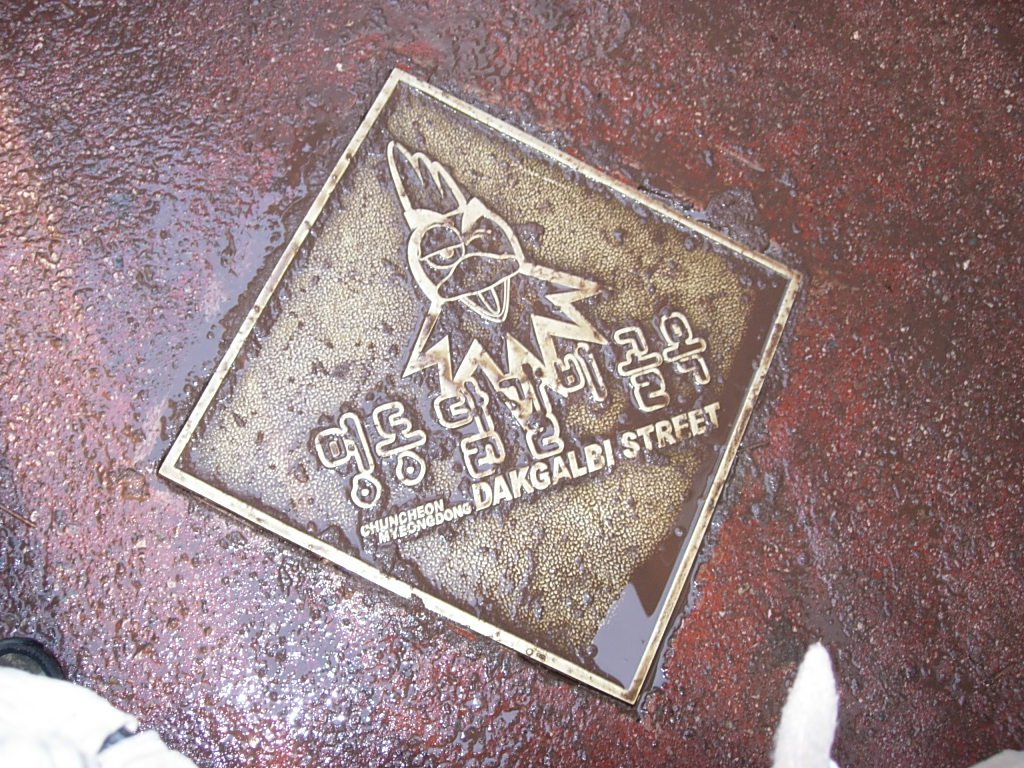 명동 닭갈비 골목
CHUNCHEON
MYEONGDONG DAKGALBI STREET